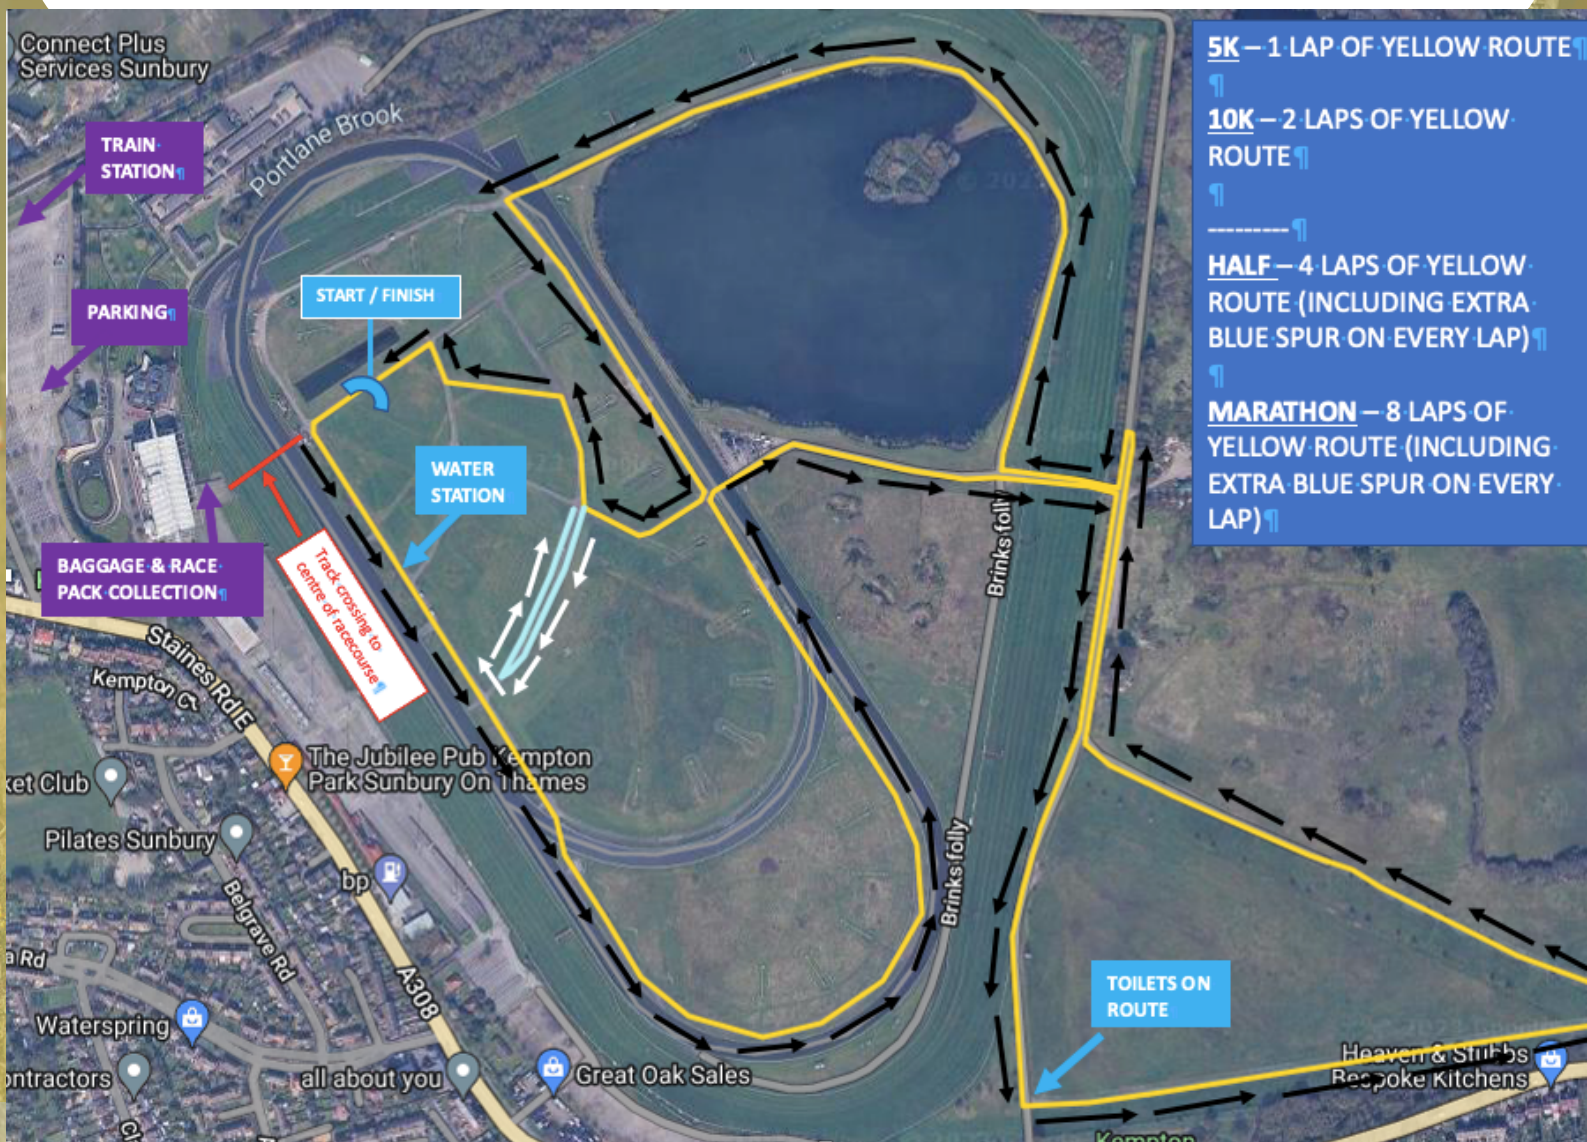 Connect Plus
Services Sunbury
Portlane Brook
TRAIN
STATION¶
PARKING¶
START / FINISH
WATER
STATION
BAGGAGE & RACE
PACK COLLECTION¶
Track crossing to
centre of racecourse¶
5K – 1 LAP OF YELLOW ROUTE¶
¶
10K – 2 LAPS OF YELLOW
ROUTE¶
¶
---------¶
HALF – 4 LAPS OF YELLOW
ROUTE (INCLUDING EXTRA
BLUE SPUR ON EVERY LAP)¶
¶
MARATHON – 8 LAPS OF
YELLOW ROUTE (INCLUDING
EXTRA BLUE SPUR ON EVERY
LAP)¶
Brinks folly
Brinks folly
Staines Rd E
Kempton Ct
The Jubilee Pub Kempton
Park Sunbury On Thames
ket Club
Pilates Sunbury
bp
Belgrave Rd
a Rd
A308
Waterspring
ontractors
all about you
Great Oak Sales
TOILETS ON
ROUTE
Heaven & Stubbs
Bespoke Kitchens
Kempton